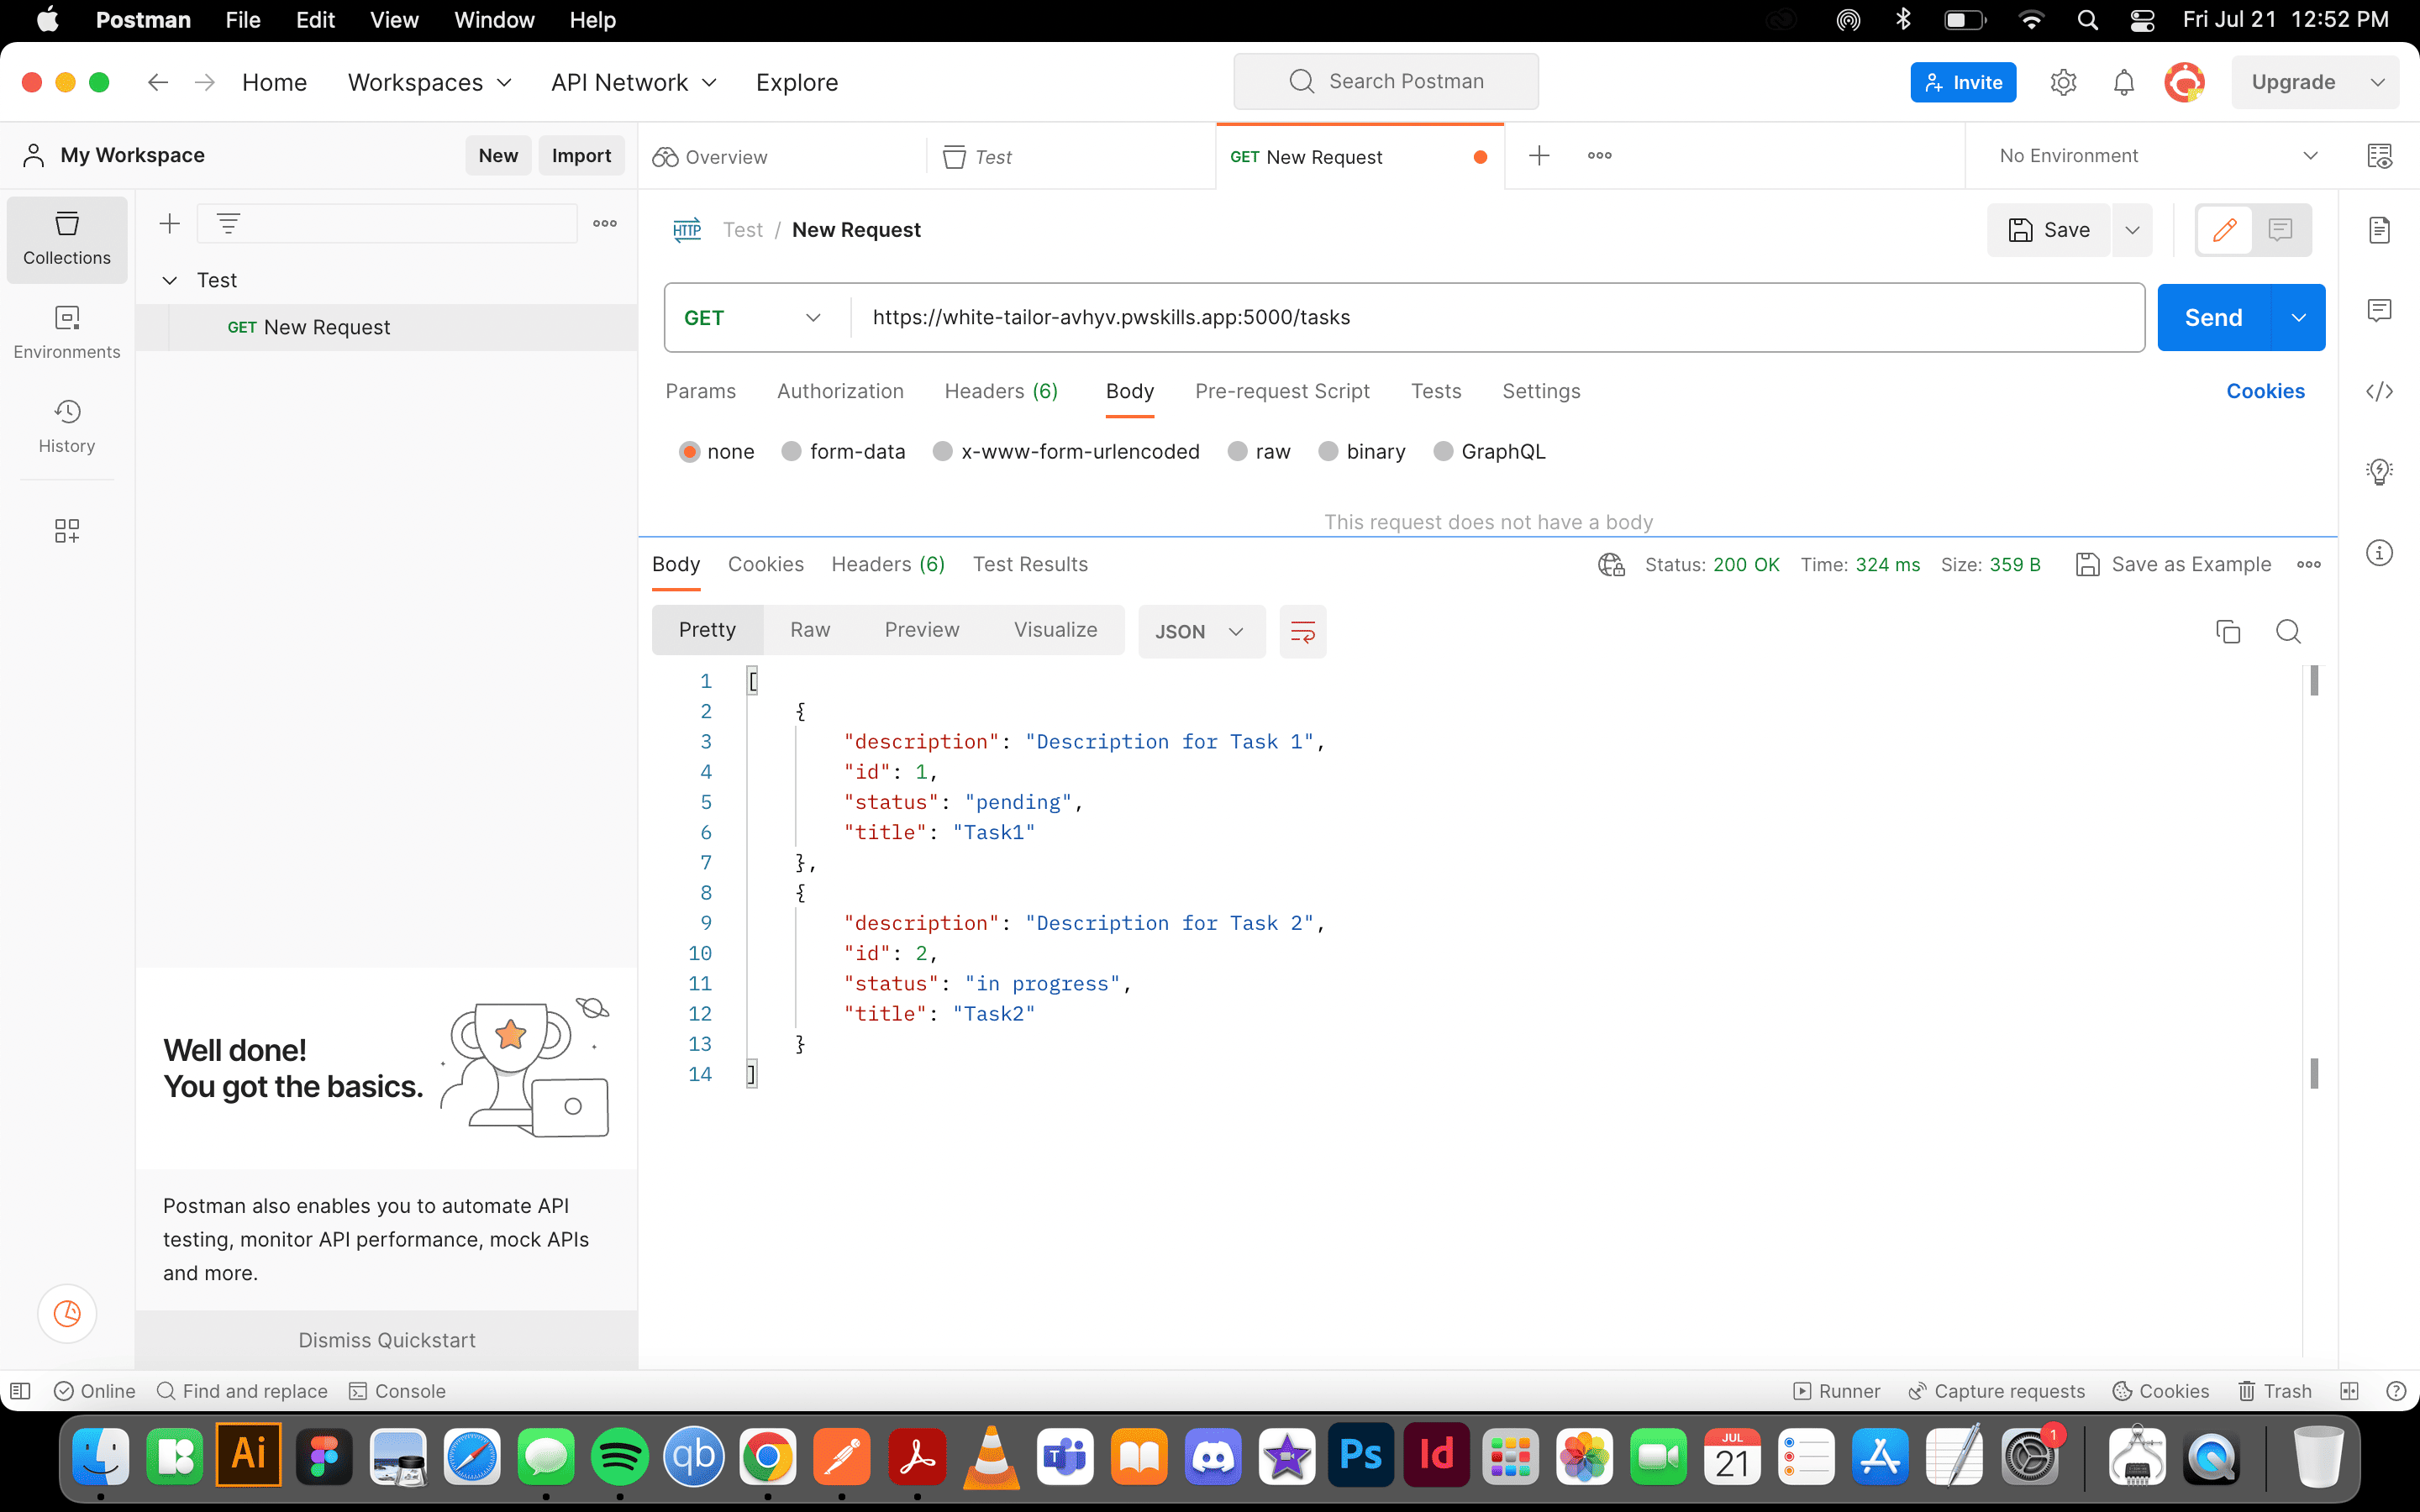 Postman File Edit View Window Help Fri Jul 21 12:52 PM
Home Workspaces API Network Explore Search Postman Invite Upgrade
My Workspace New Import Overview Test GET New Request No Environment
Collections
Environments
History
Test
GET New Request
Well done!
You got the basics.
Postman also enables you to automate API
testing, monitor API performance, mock APIs
and more.
Dismiss Quickstart
HTTP Test / New Request Save
GET https://white-tailor-avhyv.pwskills.app:5000/tasks Send
Params Authorization Headers (6) Body Pre-request Script Tests Settings Cookies
none form-data x-www-form-urlencoded raw binary GraphQL
This request does not have a body
Body Cookies Headers (6) Test Results Status: 200 OK Time: 324 ms Size: 359 B Save as Example
Pretty Raw Preview Visualize JSON
1 [
2 {
3 "description": "Description for Task 1",
4 "id": 1,
5 "status": "pending",
6 "title": "Task1"
7 },
8 {
9 "description": "Description for Task 2",
10 "id": 2,
11 "status": "in progress",
12 "title": "Task2"
13 }
14 ]
Online Find and replace Console Runner Capture requests Cookies Trash
Ai qb Ps Id JUL 21 1